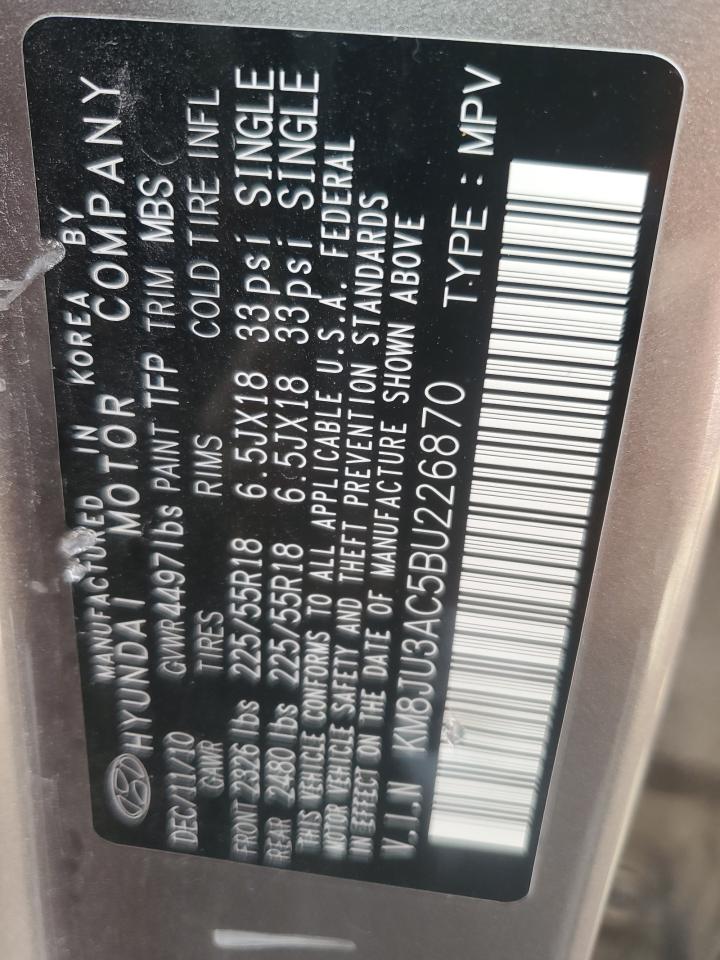 MANUFACTURED IN KOREA BY
HYUNDAI MOTOR COMPANY
DEC/11/10 GVWR 4497lbs PAINT TFP TRIM MBS
GAWR TIRES RIMS COLD TIRE INFL
FRONT 2326 lbs 225/55R18 6.5JX18 33psi SINGLE
REAR 2480 lbs 225/55R18 6.5JX18 33psi SINGLE
THIS VEHICLE CONFORMS TO ALL APPLICABLE U.S.A. FEDERAL
MOTOR VEHICLE SAFETY AND THEFT PREVENTION STANDARDS
IN EFFECT ON THE DATE OF MANUFACTURE SHOWN ABOVE
V.I.N KM8JU3AC5BU226870 TYPE : MPV